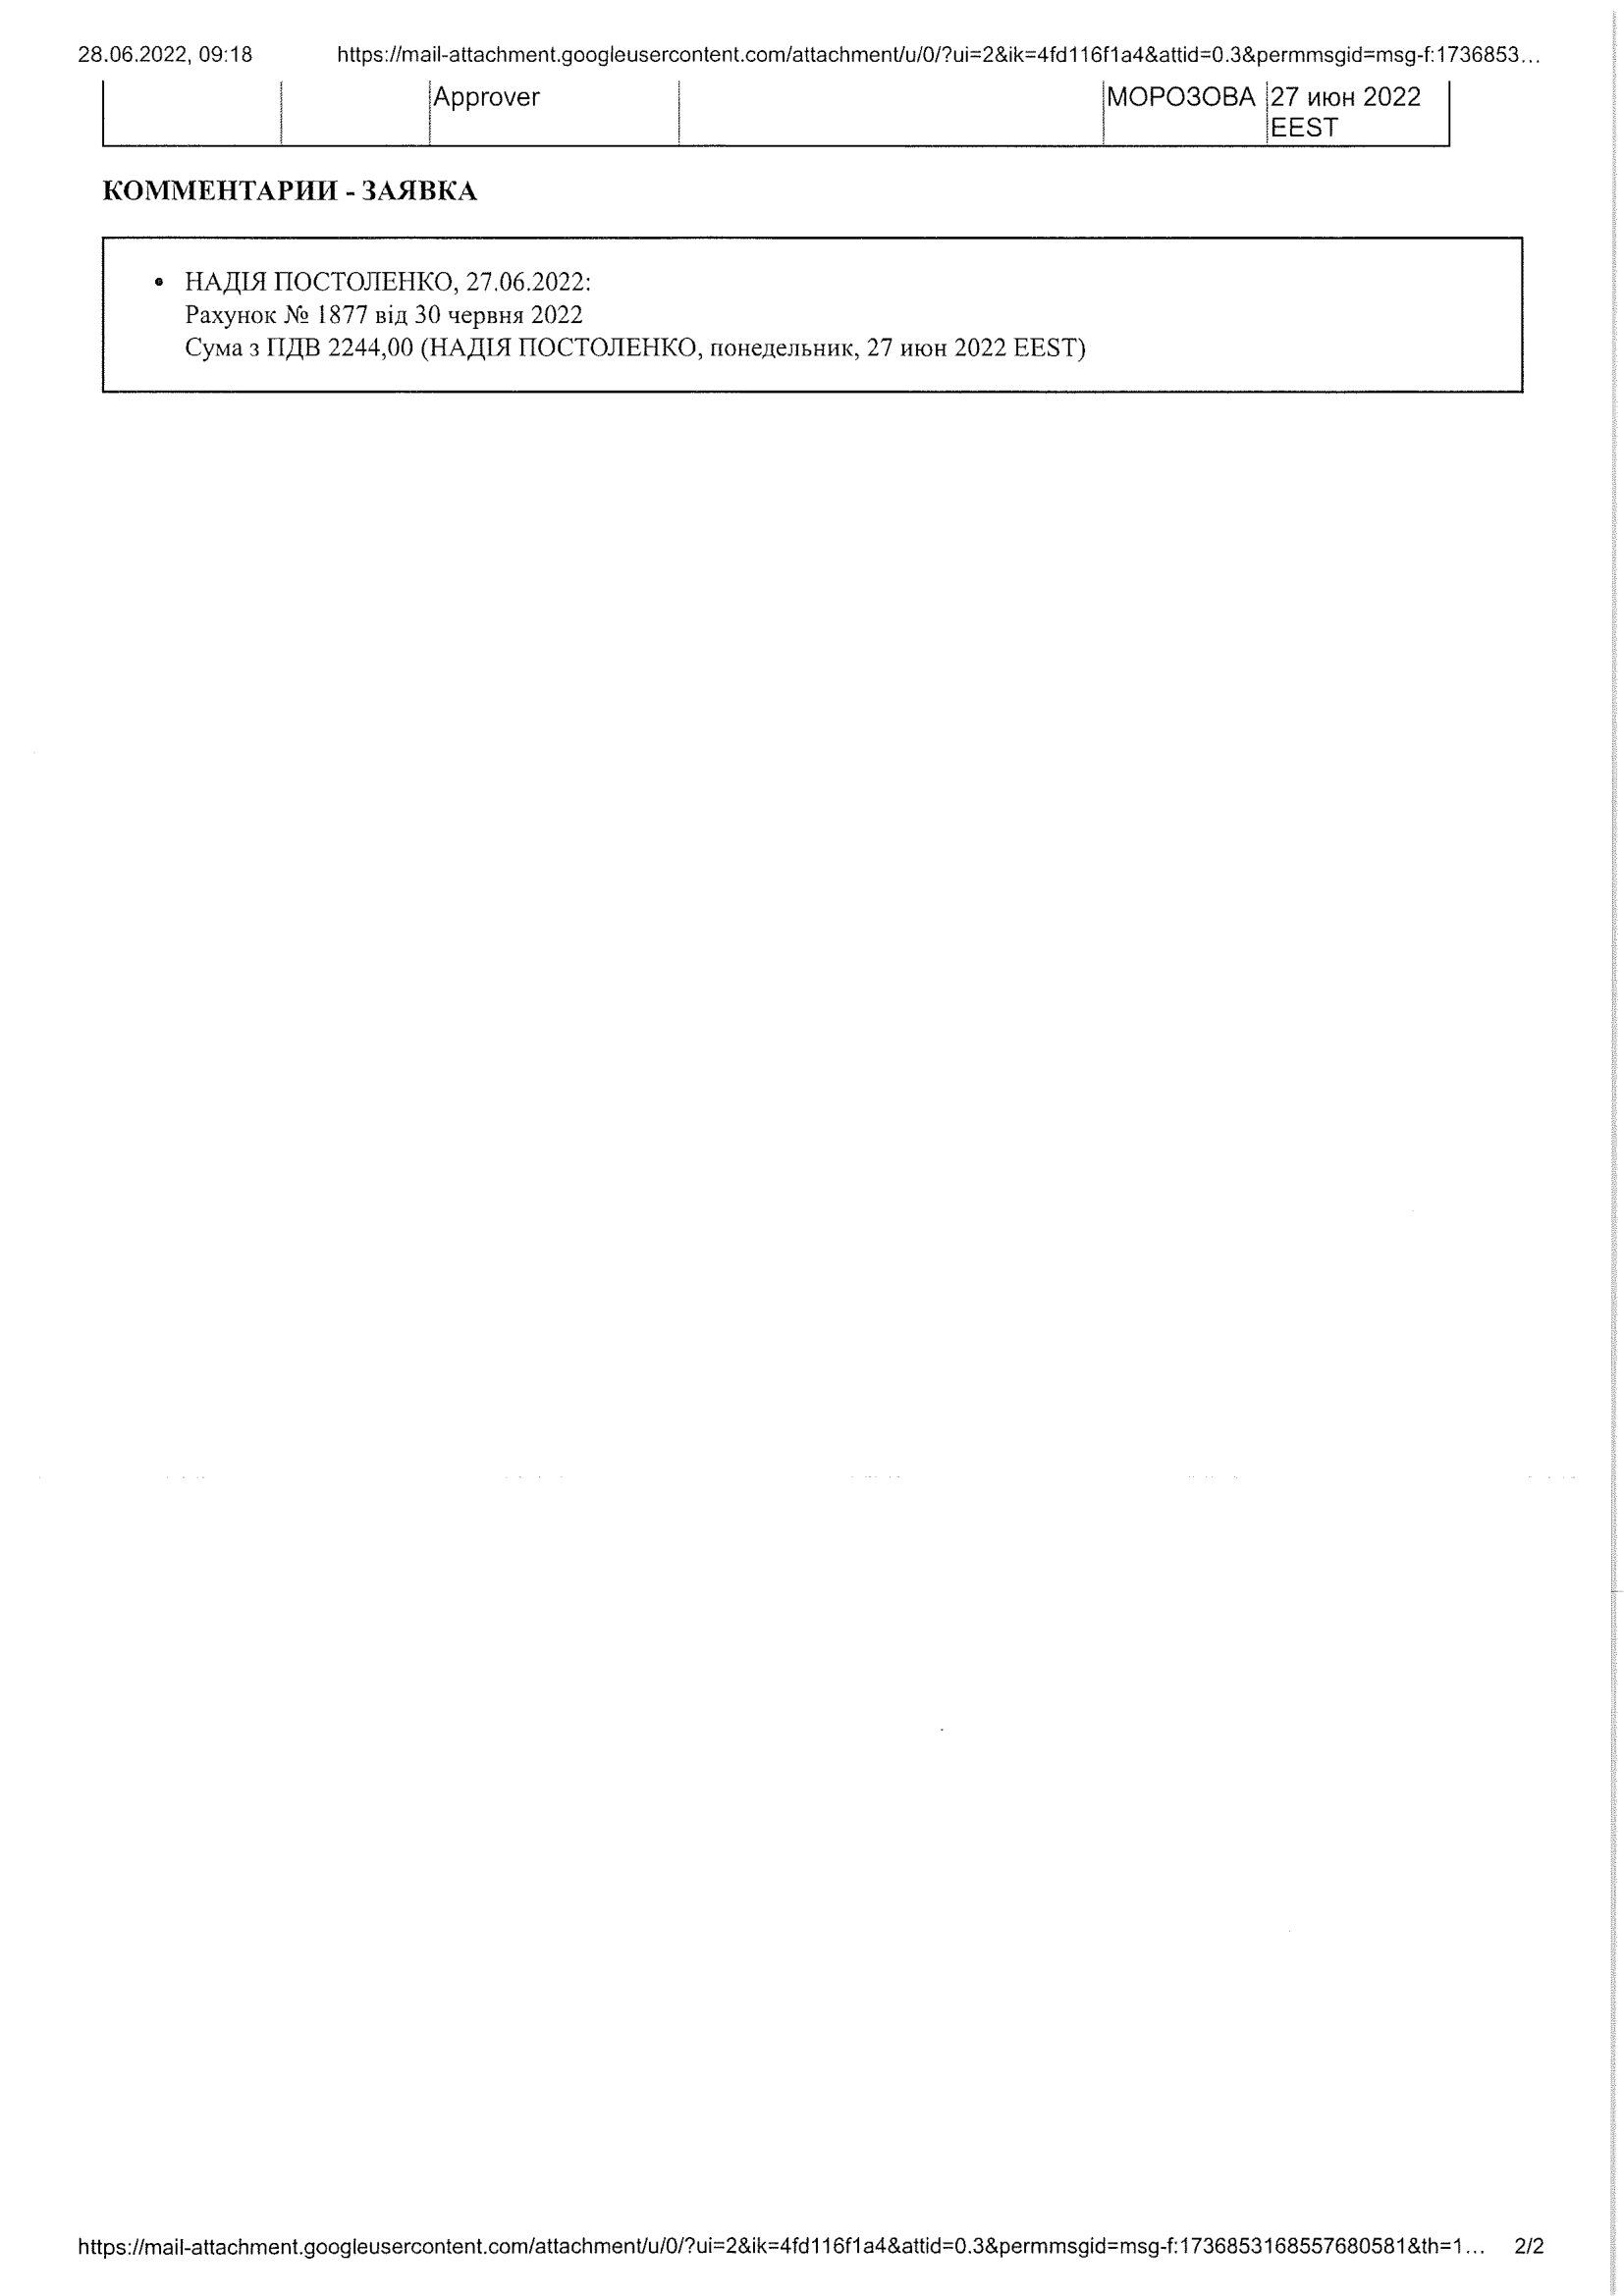 28.06.2022, 09:18 https://mail-attachment.googleusercontent.com/attachment/u/0/?ui=2&ik=4fd116f1a4&attid=0.3&permmsgid=msg-f:1736853...
Approver МОРОЗОВА 27 июн 2022
EEST
КОММЕНТАРИИ - ЗАЯВКА
• НАДІЯ ПОСТОЛЕНКО, 27.06.2022:
Рахунок № 1877 від 30 червня 2022
Сума з ПДВ 2244,00 (НАДІЯ ПОСТОЛЕНКО, понедельник, 27 июн 2022 EEST)
https://mail-attachment.googleusercontent.com/attachment/u/0/?ui=2&ik=4fd116f1a4&attid=0.3&permmsgid=msg-f:1736853168557680581&th=1... 2/2